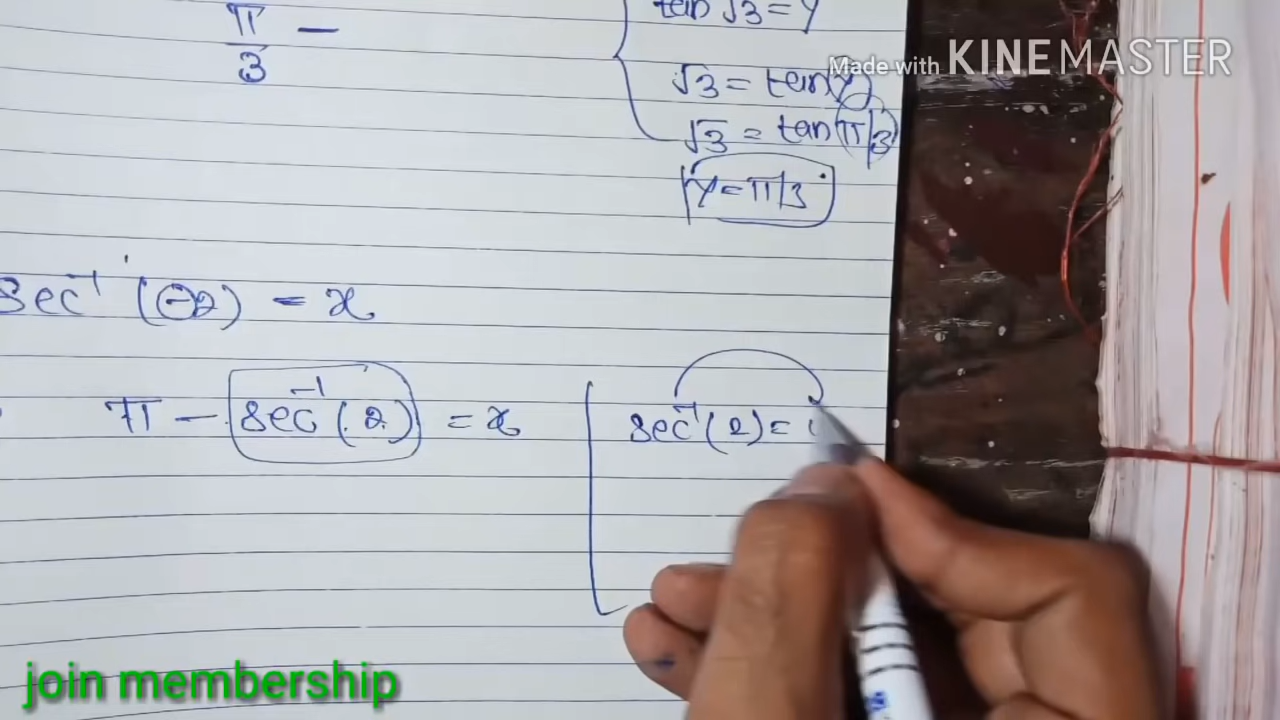 π/3 −
tan √3 = y
√3 = tan y
√3 = tan(π/3)
y = π/3
Made with KINEMASTER
sec⁻¹ (−2) = x
π − sec⁻¹ (2) = x
sec⁻¹ (2) =
join membership